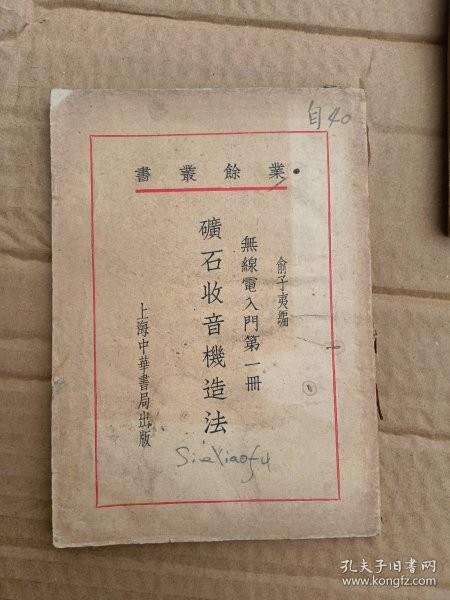 自40
業餘叢書
俞子夷編
無線電入門第一冊
礦石收音機造法
上海中華書局出版
Sie Xiaofu
孔夫子旧书网
www.kongfz.com